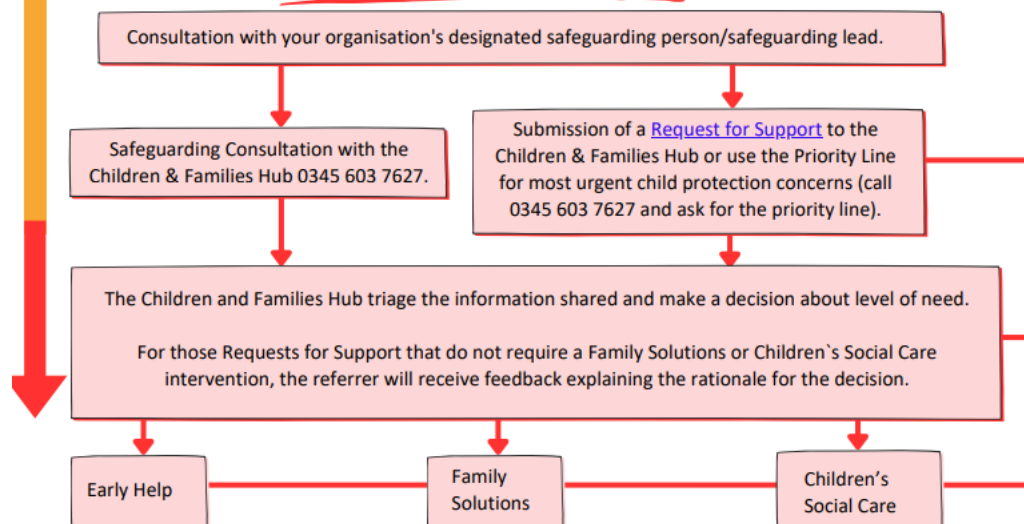 Consultation with your organisation's designated safeguarding person/safeguarding lead.
Safeguarding Consultation with the
Children & Families Hub 0345 603 7627.
Submission of a Request for Support to the
Children & Families Hub or use the Priority Line
for most urgent child protection concerns (call
0345 603 7627 and ask for the priority line).
The Children and Families Hub triage the information shared and make a decision about level of need.
For those Requests for Support that do not require a Family Solutions or Children`s Social Care
intervention, the referrer will receive feedback explaining the rationale for the decision.
Early Help
Family
Solutions
Children’s
Social Care